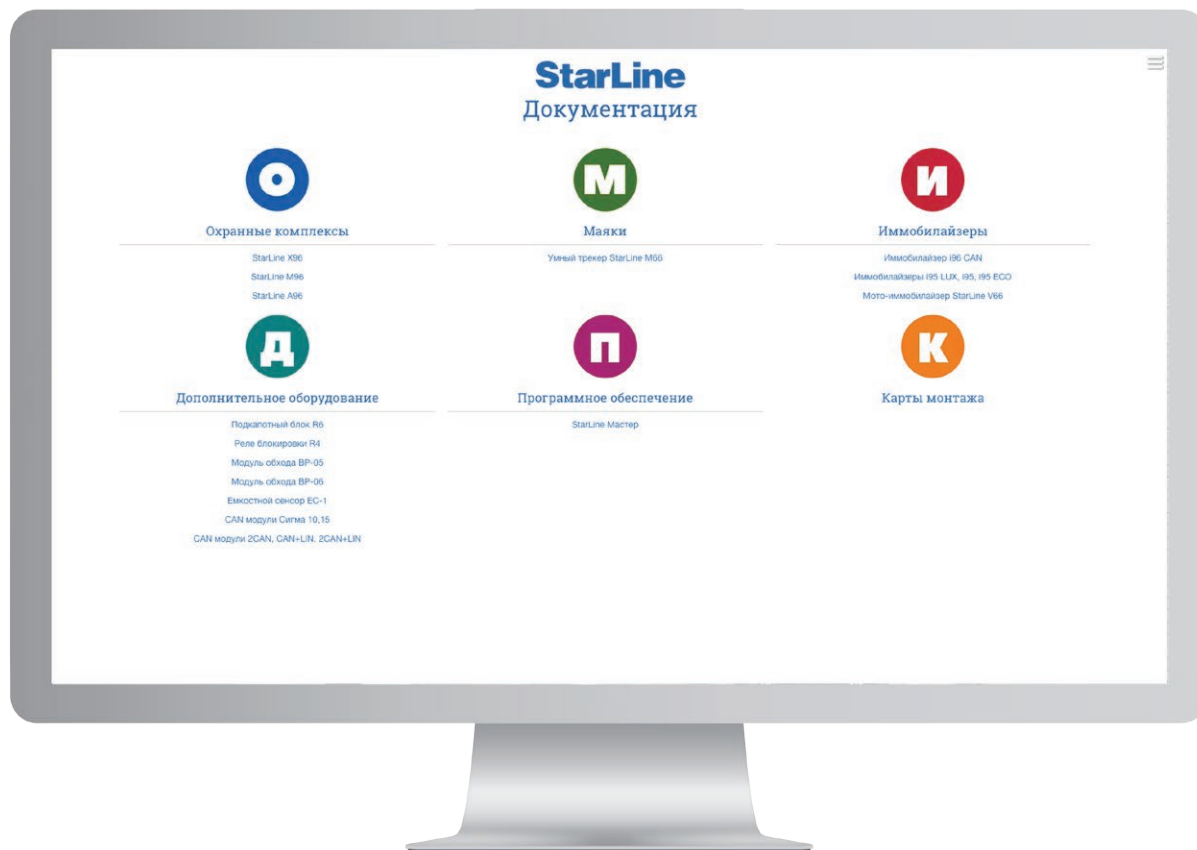 StarLine
Документация
О
Охранные комплексы
StarLine X96
StarLine M96
StarLine A96
М
Маяки
Умный трекер StarLine M66
И
Иммобилайзеры
Иммобилайзер i96 CAN
Иммобилайзеры I95 LUX, I95, I95 ECO
Мото-иммобилайзер StarLine V66
Д
Дополнительное оборудование
Подкапотный блок R6
Реле блокировки R4
Модуль обхода BP-05
Модуль обхода BP-06
Емкостной сенсор EC-1
CAN модули Сигма 10,15
CAN модули 2CAN, CAN+LIN, 2CAN+LIN
П
Программное обеспечение
StarLine Мастер
К
Карты монтажа